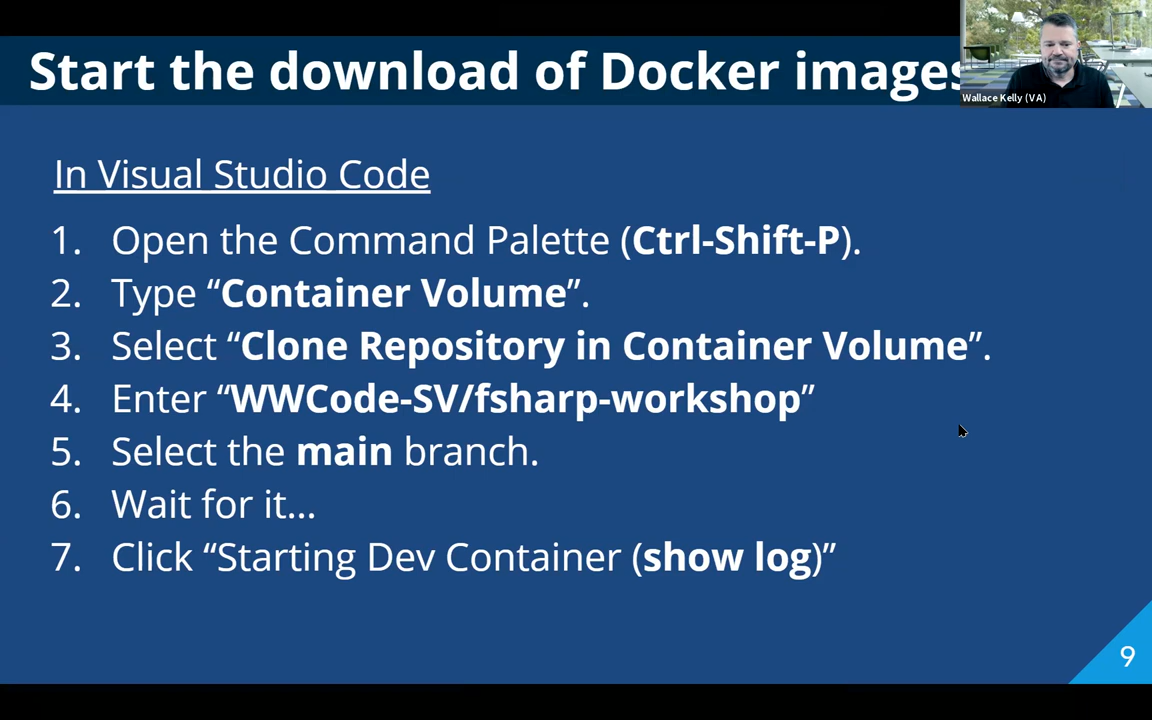 Start the download of Docker images
Wallace Kelly (VA)
In Visual Studio Code
1. Open the Command Palette (Ctrl-Shift-P).
2. Type “Container Volume”.
3. Select “Clone Repository in Container Volume”.
4. Enter “WWCode-SV/fsharp-workshop”
5. Select the main branch.
6. Wait for it...
7. Click “Starting Dev Container (show log)”
9